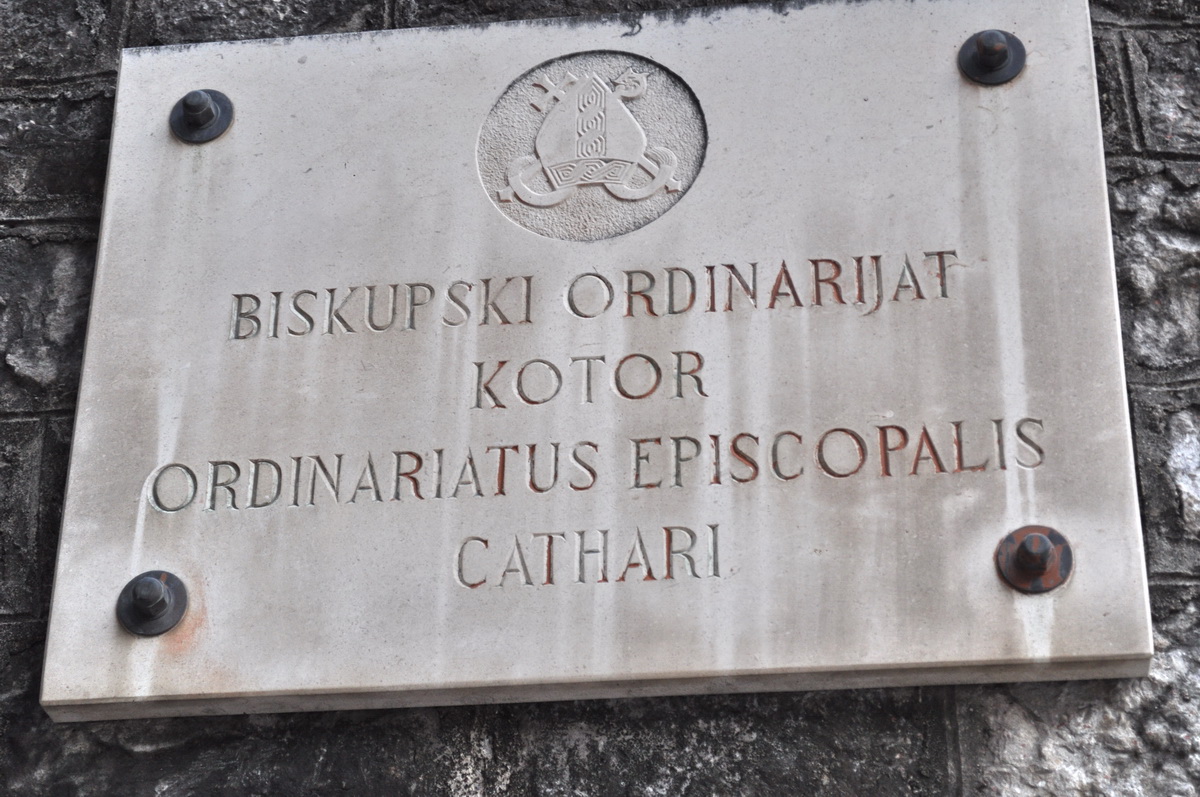 BISKUPSKI ORDINARIJAT
KOTOR
ORDINARIATUS EPISCOPALIS
CATHARI